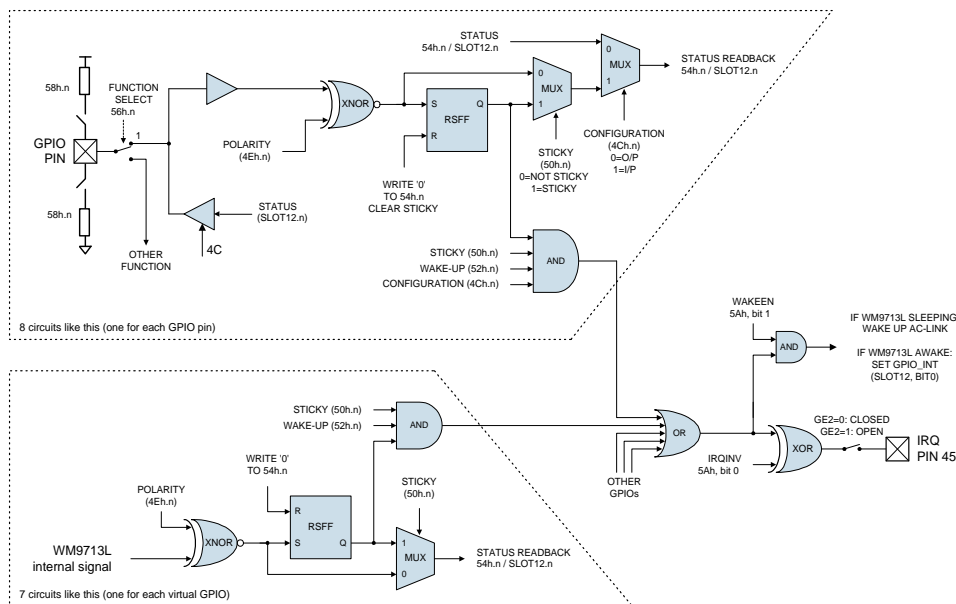 58h.n
FUNCTION
SELECT
56h.n
1
GPIO
PIN
58h.n
OTHER
FUNCTION
4C
STATUS
(SLOT12.n)
POLARITY
(4Eh.n)
XNOR
S
Q
RSFF
R
WRITE '0'
TO 54h.n
CLEAR STICKY
STATUS
54h.n / SLOT12.n
0
MUX
1
STICKY
(50h.n)
0=NOT STICKY
1=STICKY
0
MUX
1
CONFIGURATION
(4Ch.n)
0=O/P
1=I/P
STATUS READBACK
54h.n / SLOT12.n
STICKY (50h.n)
WAKE-UP (52h.n)
CONFIGURATION (4Ch.n)
AND
8 circuits like this (one for each GPIO pin)
WAKEEN
5Ah, bit 1
AND
IF WM9713L SLEEPING
WAKE UP AC-LINK
IF WM9713L AWAKE:
SET GPIO_INT
(SLOT12, BIT0)
STICKY (50h.n)
WAKE-UP (52h.n)
AND
OR
OTHER
GPIOs
IRQINV
5Ah, bit 0
XOR
GE2=0: CLOSED
GE2=1: OPEN
IRQ
PIN 45
WRITE '0'
TO 54h.n
POLARITY
(4Eh.n)
XNOR
WM9713L
internal signal
R
RSFF
S
Q
STICKY
(50h.n)
1
MUX
0
STATUS READBACK
54h.n / SLOT12.n
7 circuits like this (one for each virtual GPIO)